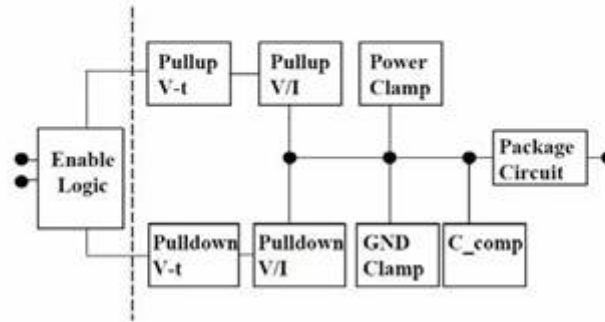 Pullup
V-t
Pullup
V/I
Power
Clamp
Enable
Logic
Package
Circuit
Pulldown
V-t
Pulldown
V/I
GND
Clamp
C_comp